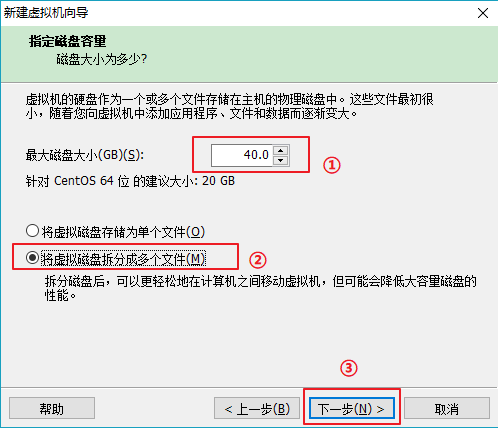 新建虚拟机向导
指定磁盘容量
磁盘大小为多少?
虚拟机的硬盘作为一个或多个文件存储在主机的物理磁盘中。这些文件最初很
小，随着您向虚拟机中添加应用程序、文件和数据而逐渐变大。
最大磁盘大小(GB)(S): 40.0 ①
针对 CentOS 64 位 的建议大小: 20 GB
将虚拟磁盘存储为单个文件(O)
将虚拟磁盘拆分成多个文件(M) ②
拆分磁盘后，可以更轻松地在计算机之间移动虚拟机，但可能会降低大容量磁盘的
性能。
③
帮助 < 上一步(B) 下一步(N) > 取消